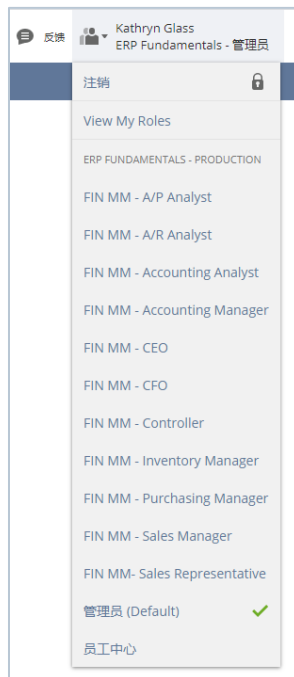 反馈
Kathryn Glass
ERP Fundamentals - 管理员
注销
View My Roles
ERP FUNDAMENTALS - PRODUCTION
FIN MM - A/P Analyst
FIN MM - A/R Analyst
FIN MM - Accounting Analyst
FIN MM - Accounting Manager
FIN MM - CEO
FIN MM - CFO
FIN MM - Controller
FIN MM - Inventory Manager
FIN MM - Purchasing Manager
FIN MM - Sales Manager
FIN MM- Sales Representative
管理员 (Default)
员工中心